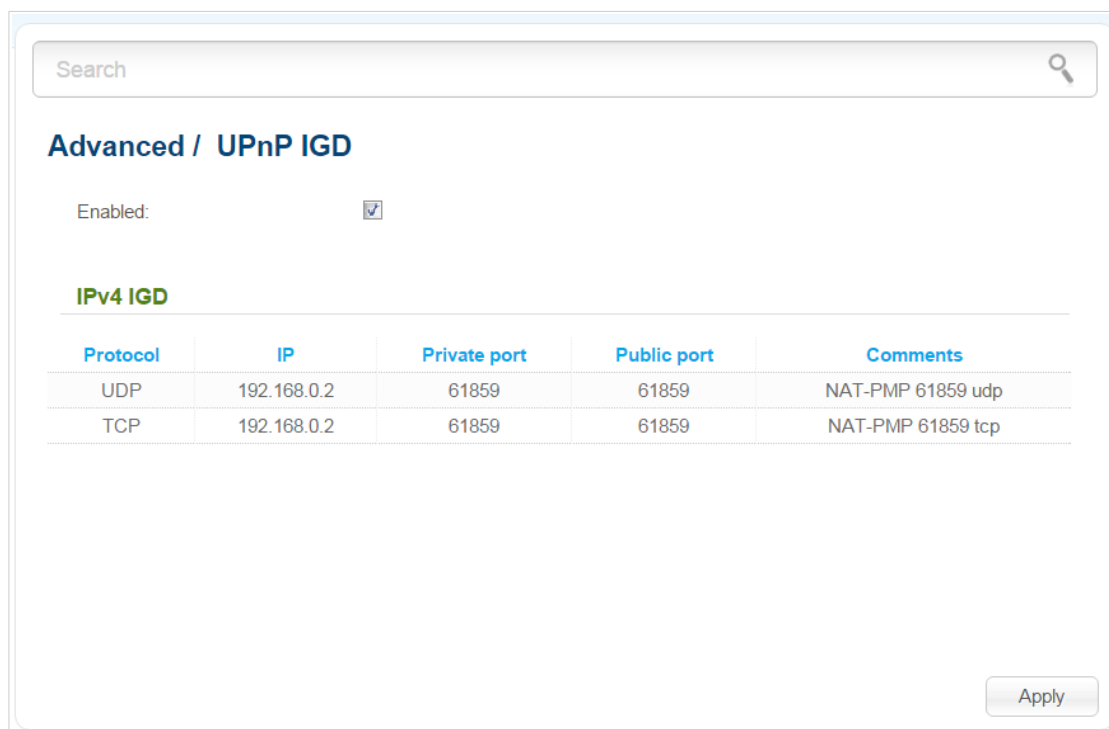 Search
Advanced /  UPnP IGD
Enabled:
IPv4 IGD
Protocol IP Private port Public port Comments
UDP 192.168.0.2 61859 61859 NAT-PMP 61859 udp
TCP 192.168.0.2 61859 61859 NAT-PMP 61859 tcp
Apply